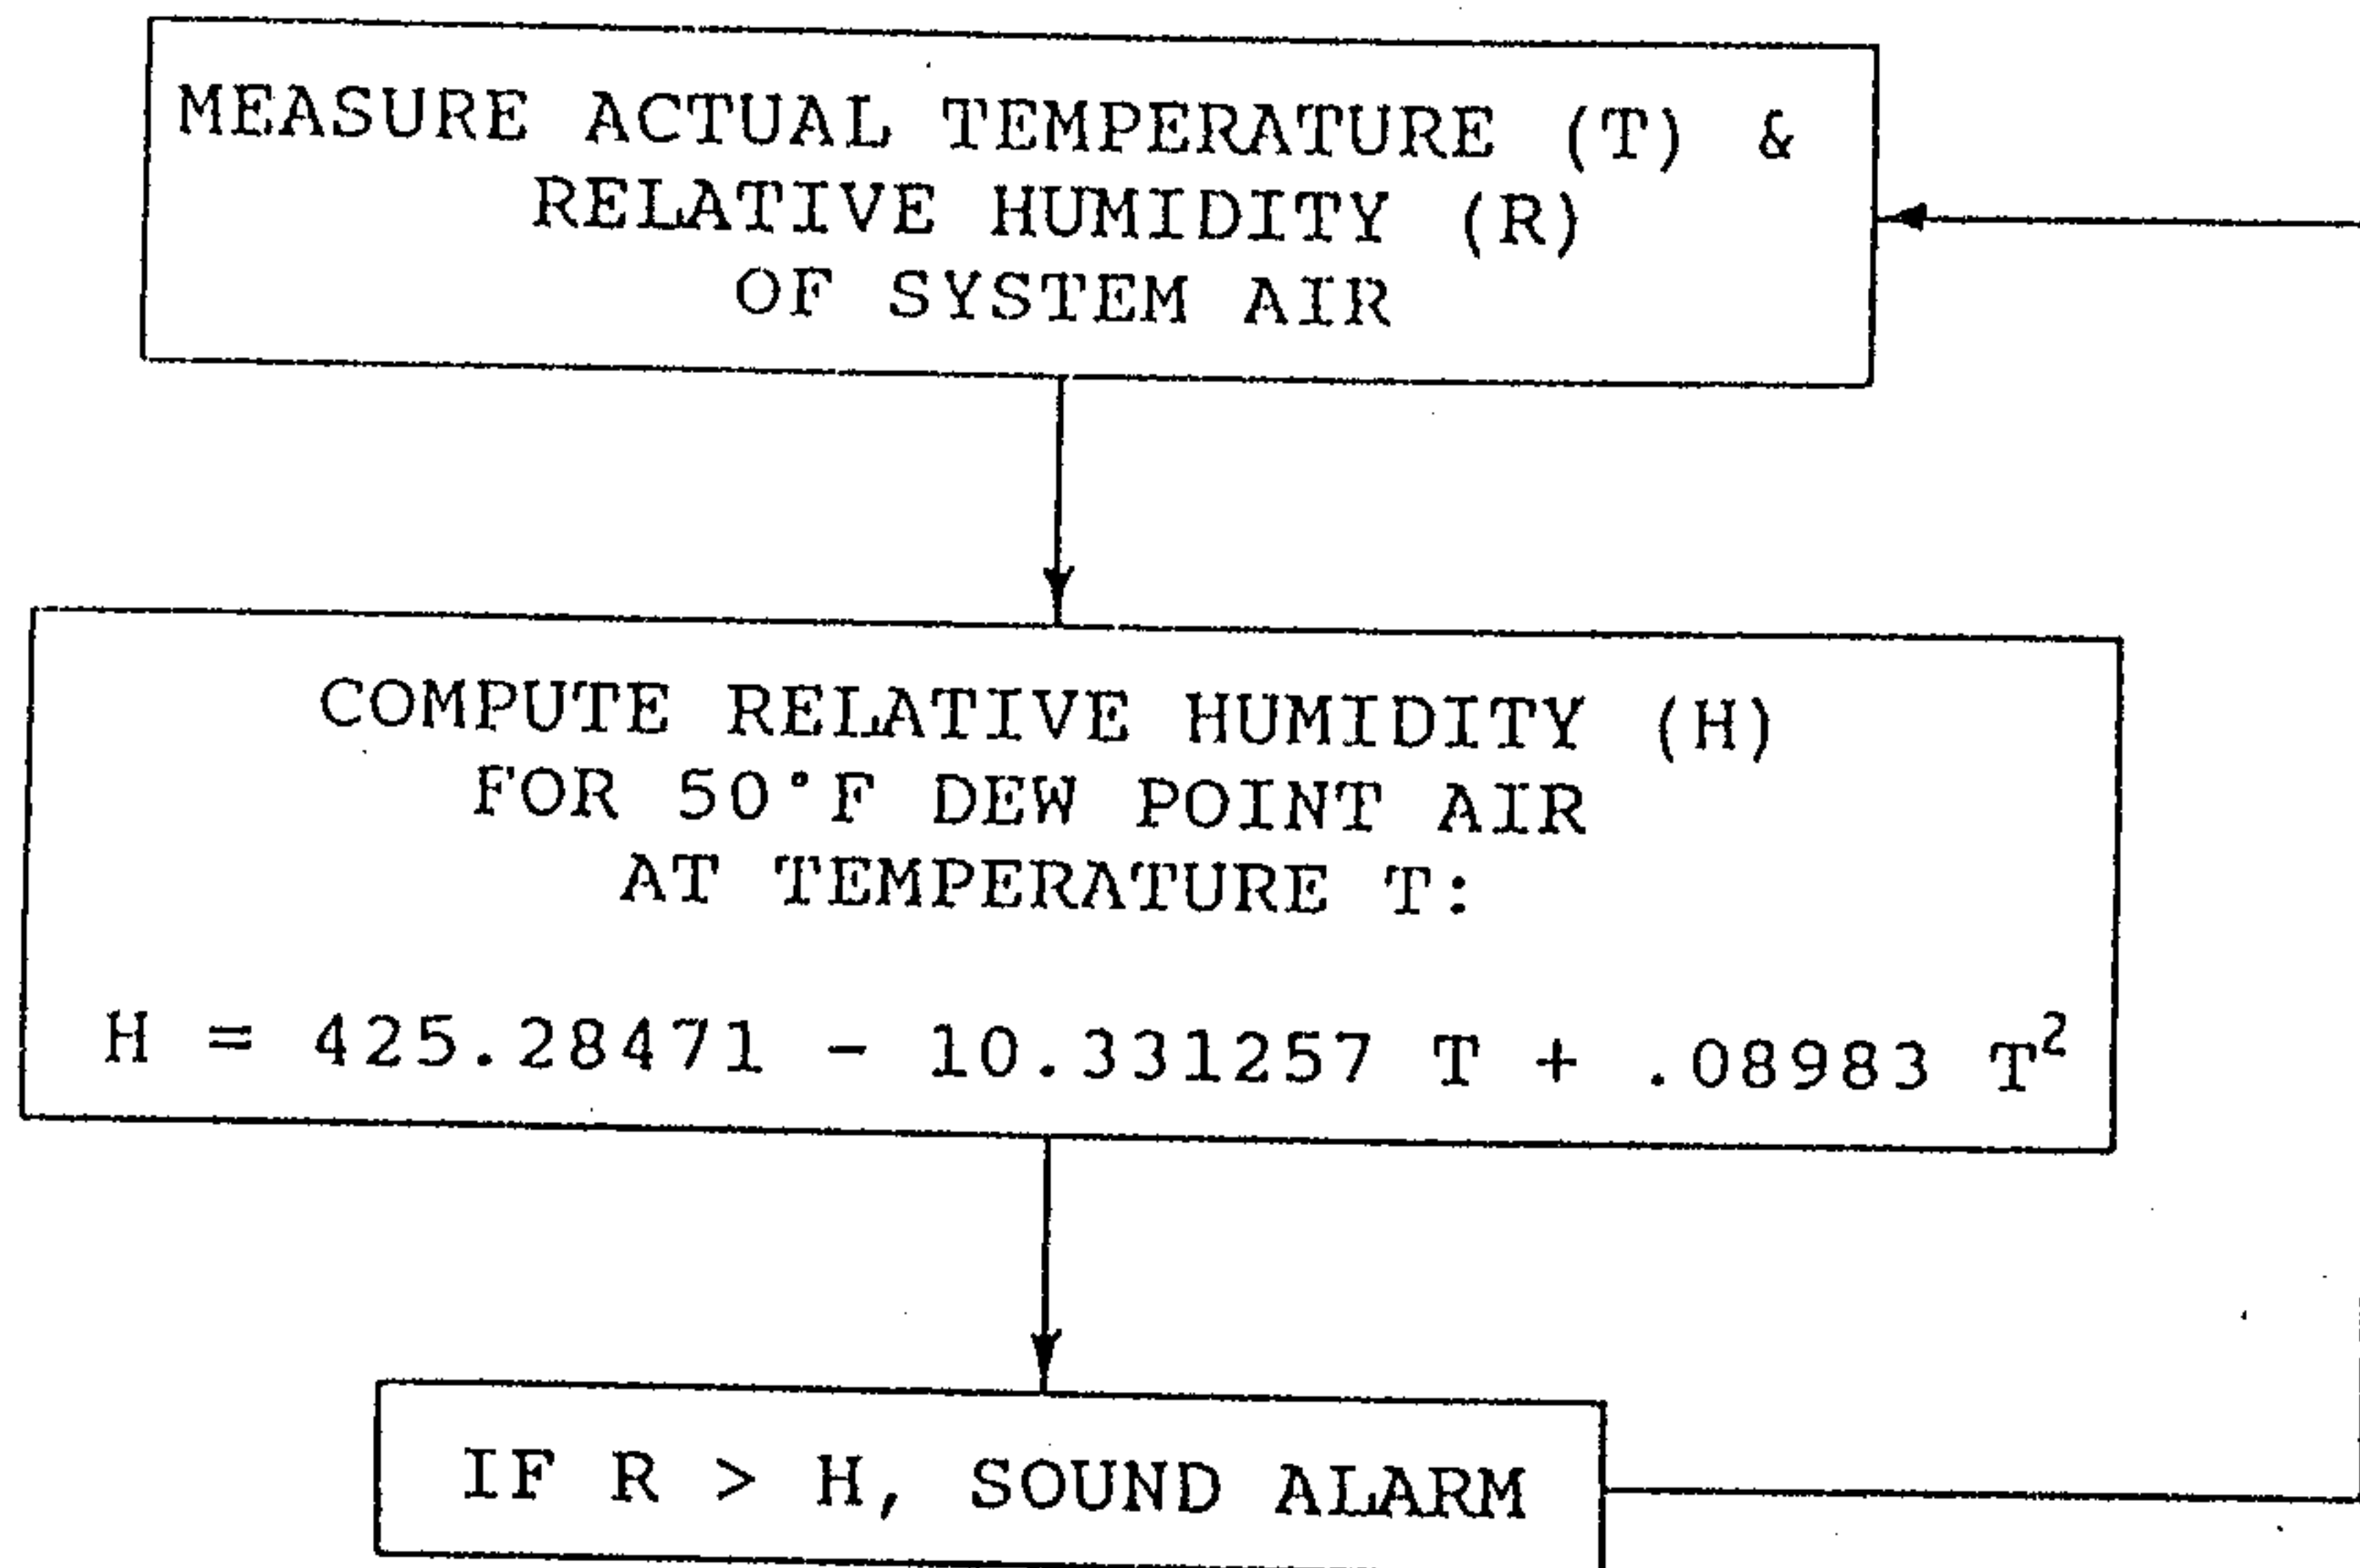 MEASURE ACTUAL TEMPERATURE (T) &
RELATIVE HUMIDITY (R)
OF SYSTEM AIR
COMPUTE RELATIVE HUMIDITY (H)
FOR 50°F DEW POINT AIR
AT TEMPERATURE T:
H = 425.28471 - 10.331257 T + .08983 T²
IF R > H, SOUND ALARM